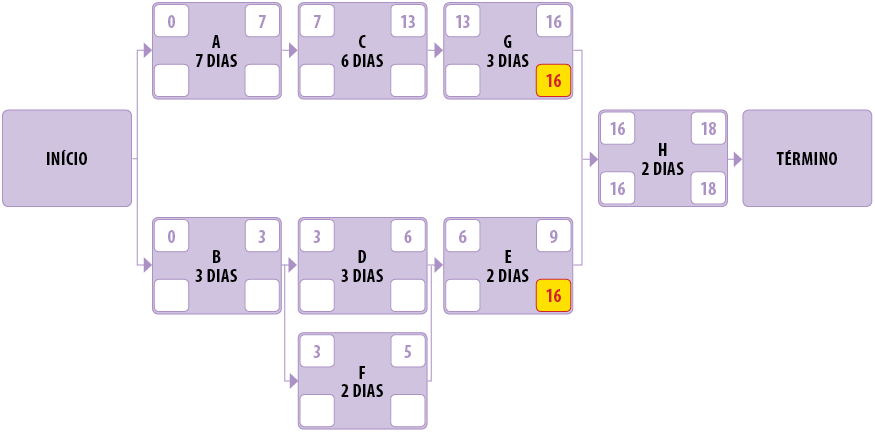 0 7
A
7 DIAS
7 13
C
6 DIAS
13 16
G
3 DIAS
16
INÍCIO
16 18
H
2 DIAS
16 18
TÉRMINO
0 3
B
3 DIAS
3 6
D
3 DIAS
6 9
E
2 DIAS
16
3 5
F
2 DIAS